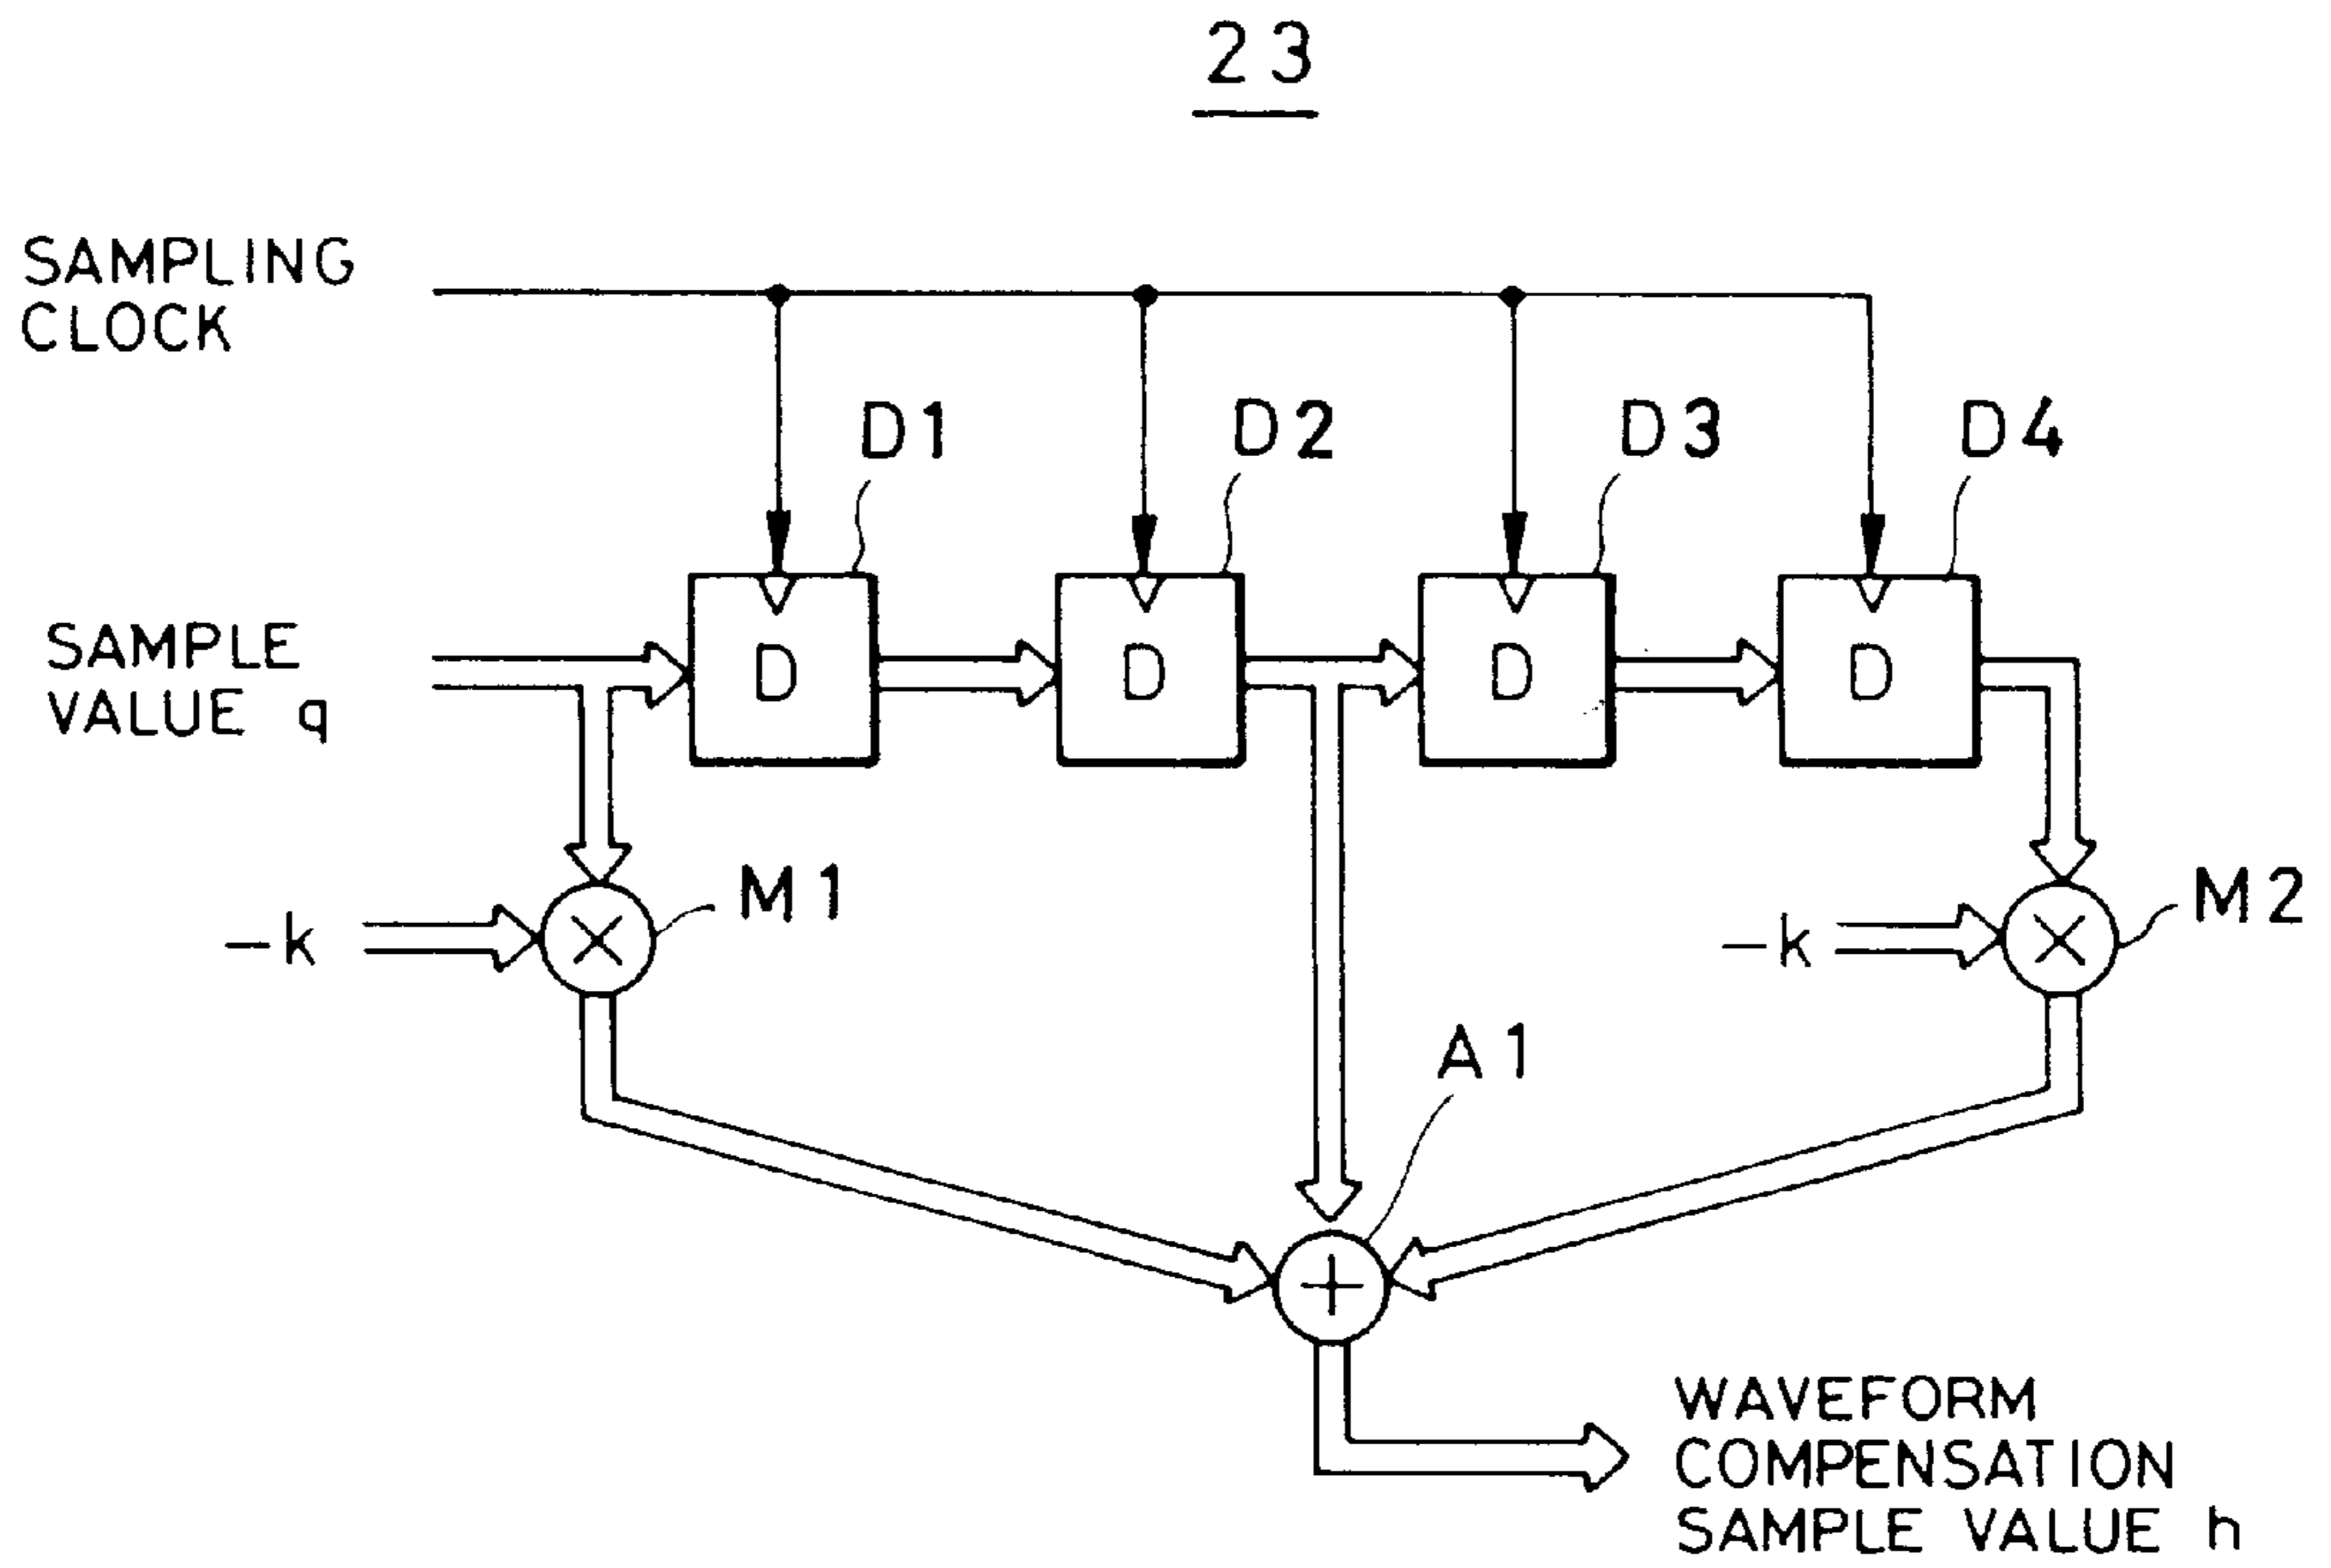 23
SAMPLING
CLOCK
D1
D2
D3
D4
SAMPLE
VALUE q
D
D
D
D
-k
M1
-k
M2
A1
WAVEFORM
COMPENSATION
SAMPLE VALUE h